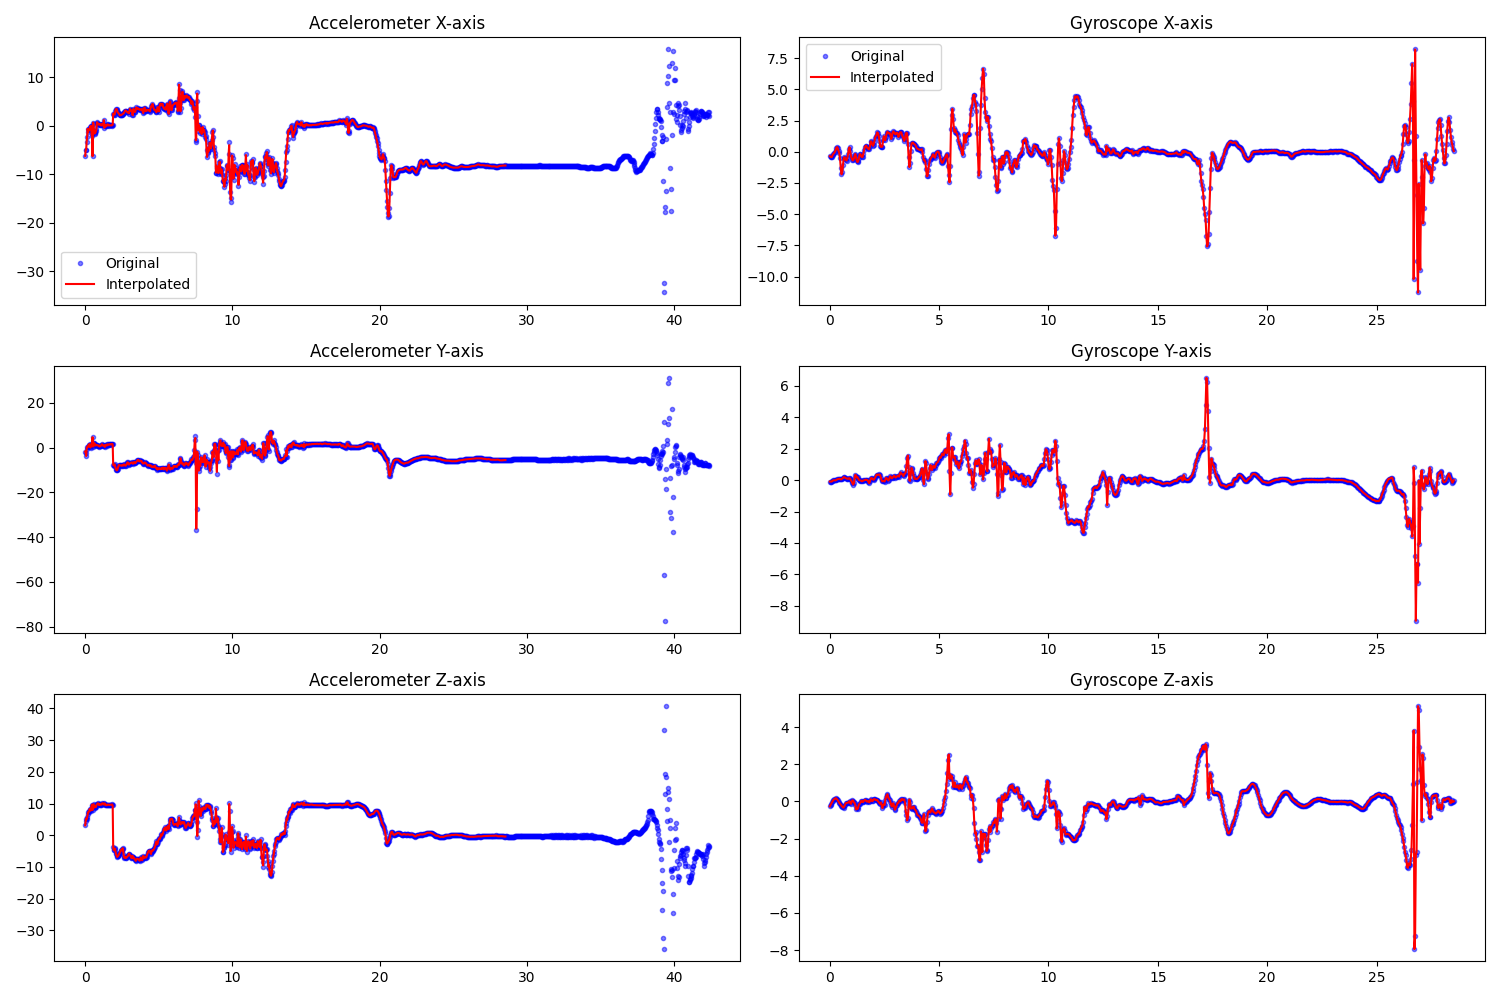 Accelerometer X-axis
10
0
−10
−20
−30
Original
Interpolated
0 10 20 30 40
Gyroscope X-axis
Original
Interpolated
7.5
5.0
2.5
0.0
−2.5
−5.0
−7.5
−10.0
0 5 10 15 20 25
Accelerometer Y-axis
20
0
−20
−40
−60
−80
0 10 20 30 40
Gyroscope Y-axis
6
4
2
0
−2
−4
−6
−8
0 5 10 15 20 25
Accelerometer Z-axis
40
30
20
10
0
−10
−20
−30
0 10 20 30 40
Gyroscope Z-axis
4
2
0
−2
−4
−6
−8
0 5 10 15 20 25